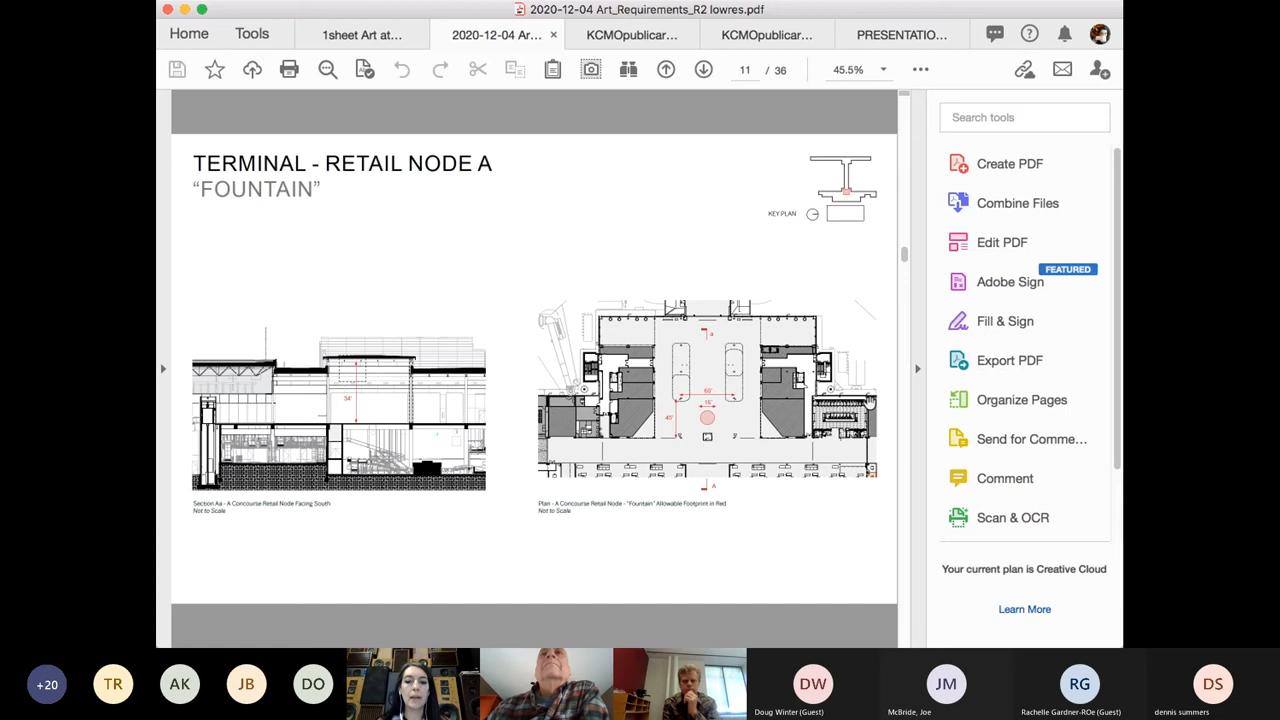 2020-12-04 Art_Requirements_R2 lowres.pdf
Home
Tools
1sheet Art at...
2020-12-04 Ar...
×
KCMOpublicar...
KCMOpublicar...
PRESENTATIO...
11 / 36
45.5%
Search tools
Create PDF
Combine Files
Edit PDF
FEATURED
Adobe Sign
Fill & Sign
Export PDF
Organize Pages
Send for Comme...
Comment
Scan & OCR
Your current plan is Creative Cloud
Learn More
TERMINAL - RETAIL NODE A
“FOUNTAIN”
KEY PLAN
34'
a
60'
16'
45'
A
Section Aa - A Concourse Retail Node Facing South
Not to Scale
Plan - A Concourse Retail Node - "Fountain" Allowable Footprint in Red
Not to Scale
+20
TR
AK
JB
DO
DW
Doug Winter (Guest)
JM
McBride, Joe
RG
Rachelle Gardner-ROe (Guest)
DS
dennis summers